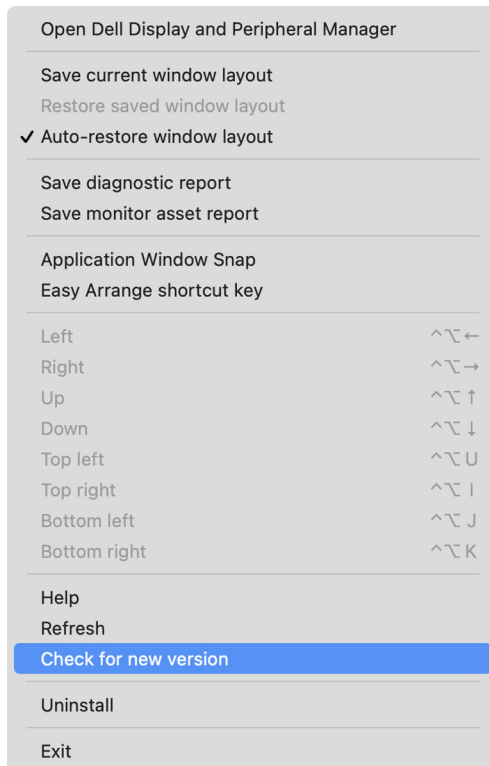 Open Dell Display and Peripheral Manager
Save current window layout
Restore saved window layout
✓ Auto-restore window layout
Save diagnostic report
Save monitor asset report
Application Window Snap
Easy Arrange shortcut key
Left ^⌥←
Right ^⌥→
Up ^⌥↑
Down ^⌥↓
Top left ^⌥U
Top right ^⌥I
Bottom left ^⌥J
Bottom right ^⌥K
Help
Refresh
Check for new version
Uninstall
Exit